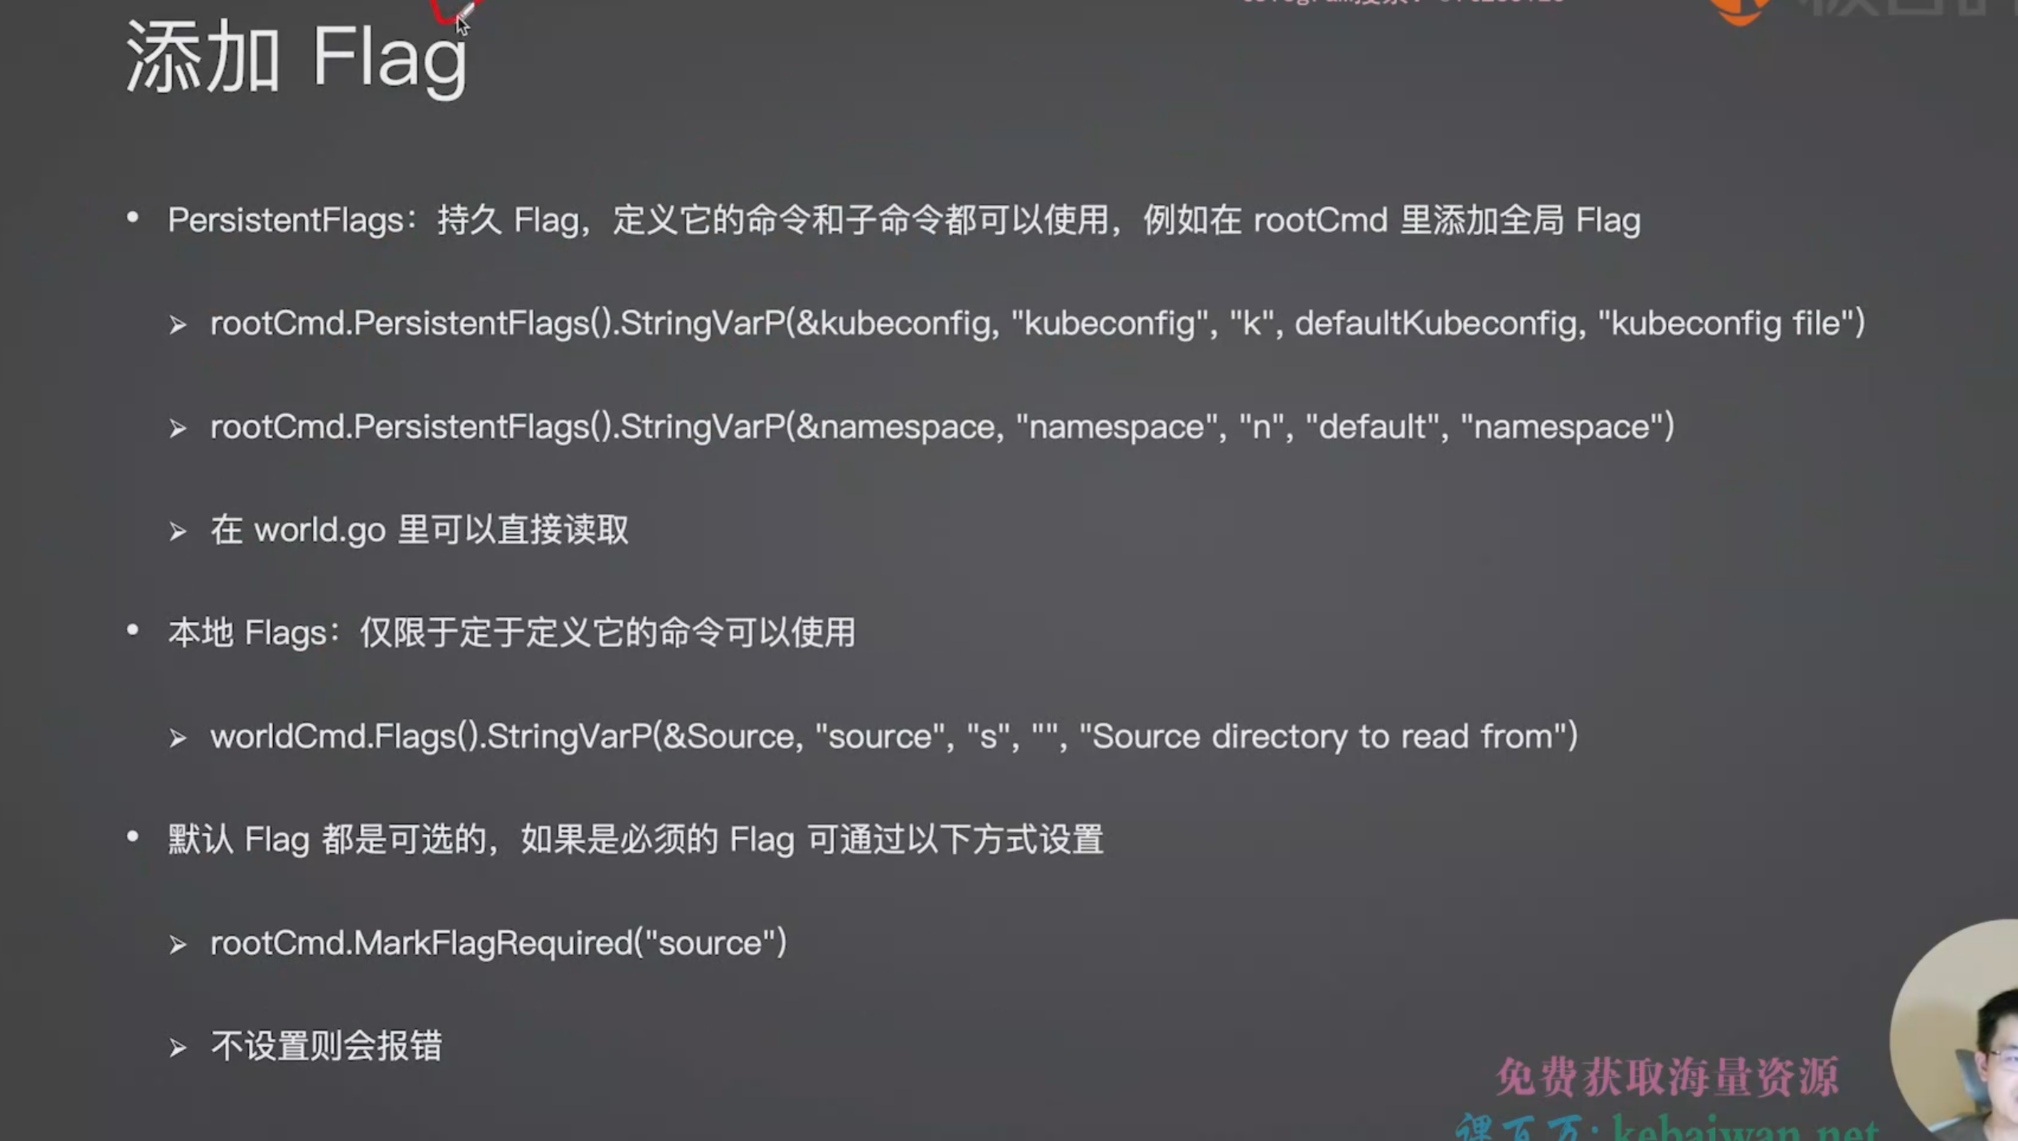 添加 Flag
• PersistentFlags：持久 Flag，定义它的命令和子命令都可以使用，例如在 rootCmd 里添加全局 Flag
➢ rootCmd.PersistentFlags().StringVarP(&kubeconfig, "kubeconfig", "k", defaultKubeconfig, "kubeconfig file")
➢ rootCmd.PersistentFlags().StringVarP(&namespace, "namespace", "n", "default", "namespace")
➢ 在 world.go 里可以直接读取
• 本地 Flags：仅限于定于定义它的命令可以使用
➢ worldCmd.Flags().StringVarP(&Source, "source", "s", "", "Source directory to read from")
• 默认 Flag 都是可选的，如果是必须的 Flag 可通过以下方式设置
➢ rootCmd.MarkFlagRequired("source")
➢ 不设置则会报错
免费获取海量资源
课百万: kebaiwan.net